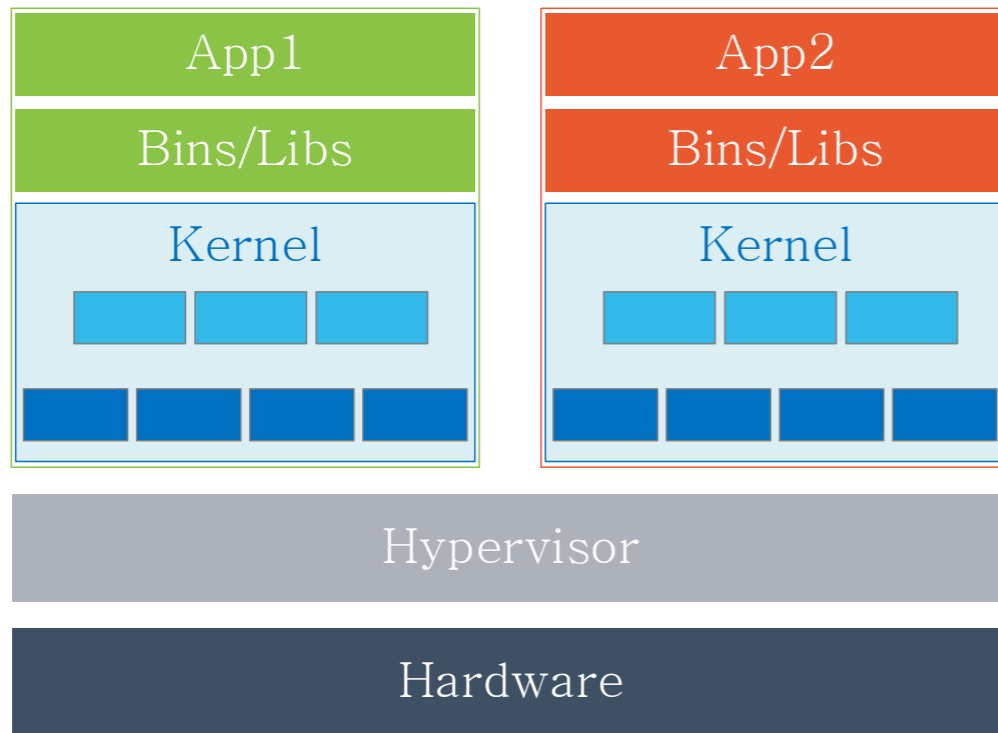 App1
Bins/Libs
Kernel
App2
Bins/Libs
Kernel
Hypervisor
Hardware